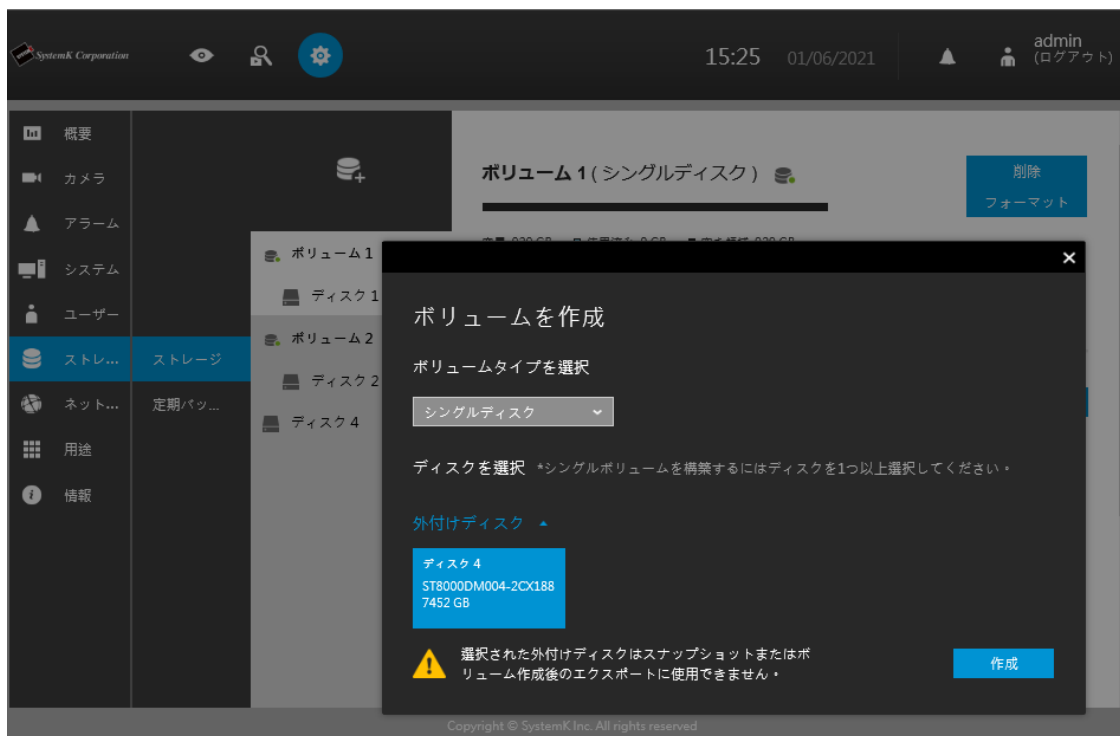 SystemK Corporation
15:25 01/06/2021
admin
(ログアウト)
概要
カメラ
アラーム
システム
ユーザー
ストレ...
ネット...
用途
情報
ストレージ
定期バッ...
ボリューム 1
ディスク 1
ボリューム 2
ディスク 2
ディスク 4
ボリューム 1 ( シングルディスク )
削除
フォーマット
ボリュームを作成
ボリュームタイプを選択
シングルディスク
ディスクを選択 *シングルボリュームを構築するにはディスクを1つ以上選択してください。
外付けディスク
ディスク 4
ST8000DM004-2CX188
7452 GB
選択された外付けディスクはスナップショットまたはボ
リューム作成後のエクスポートに使用できません。
作成
Copyright © SystemK Inc. All rights reserved